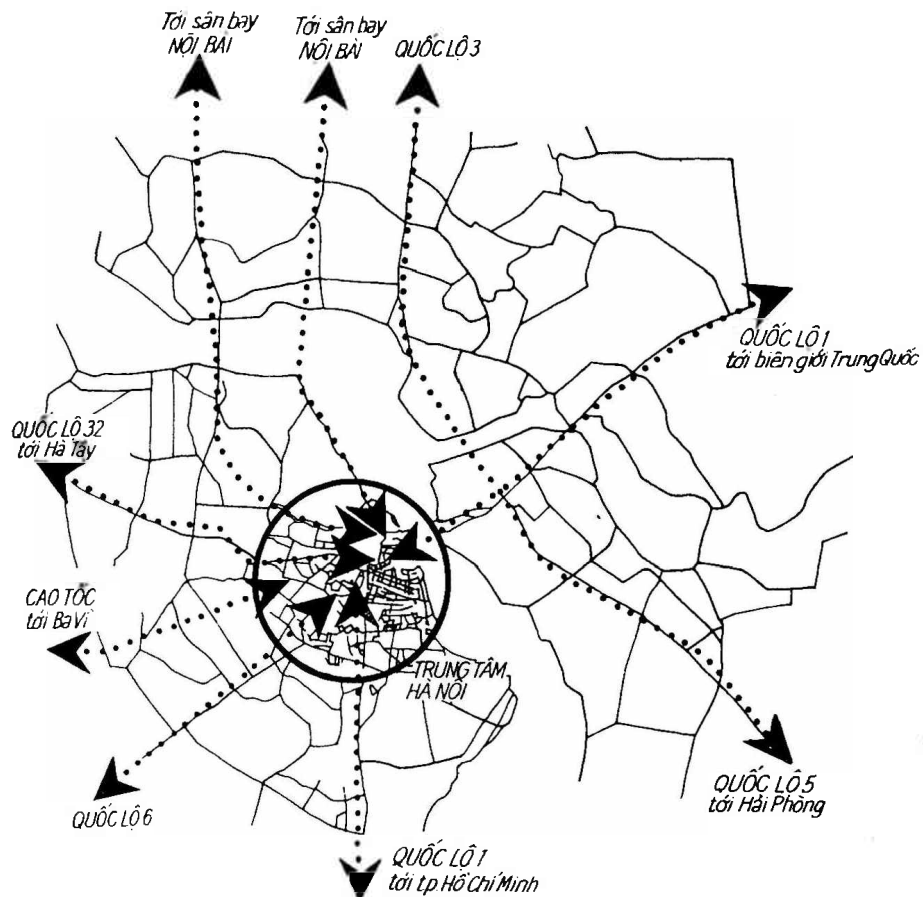 Tới sân bay
NỘI BÀI
Tới sân bay
NỘI BÀI
QUỐC LỘ 3
QUỐC LỘ 1
tới biên giới Trung Quốc
QUỐC LỘ 32
tới Hà Tây
CAO TỐC
tới Ba Vì
TRUNG TÂM
HÀ NỘI
QUỐC LỘ 6
QUỐC LỘ 5
tới Hải Phòng
QUỐC LỘ 1
tới t.p. Hồ Chí Minh